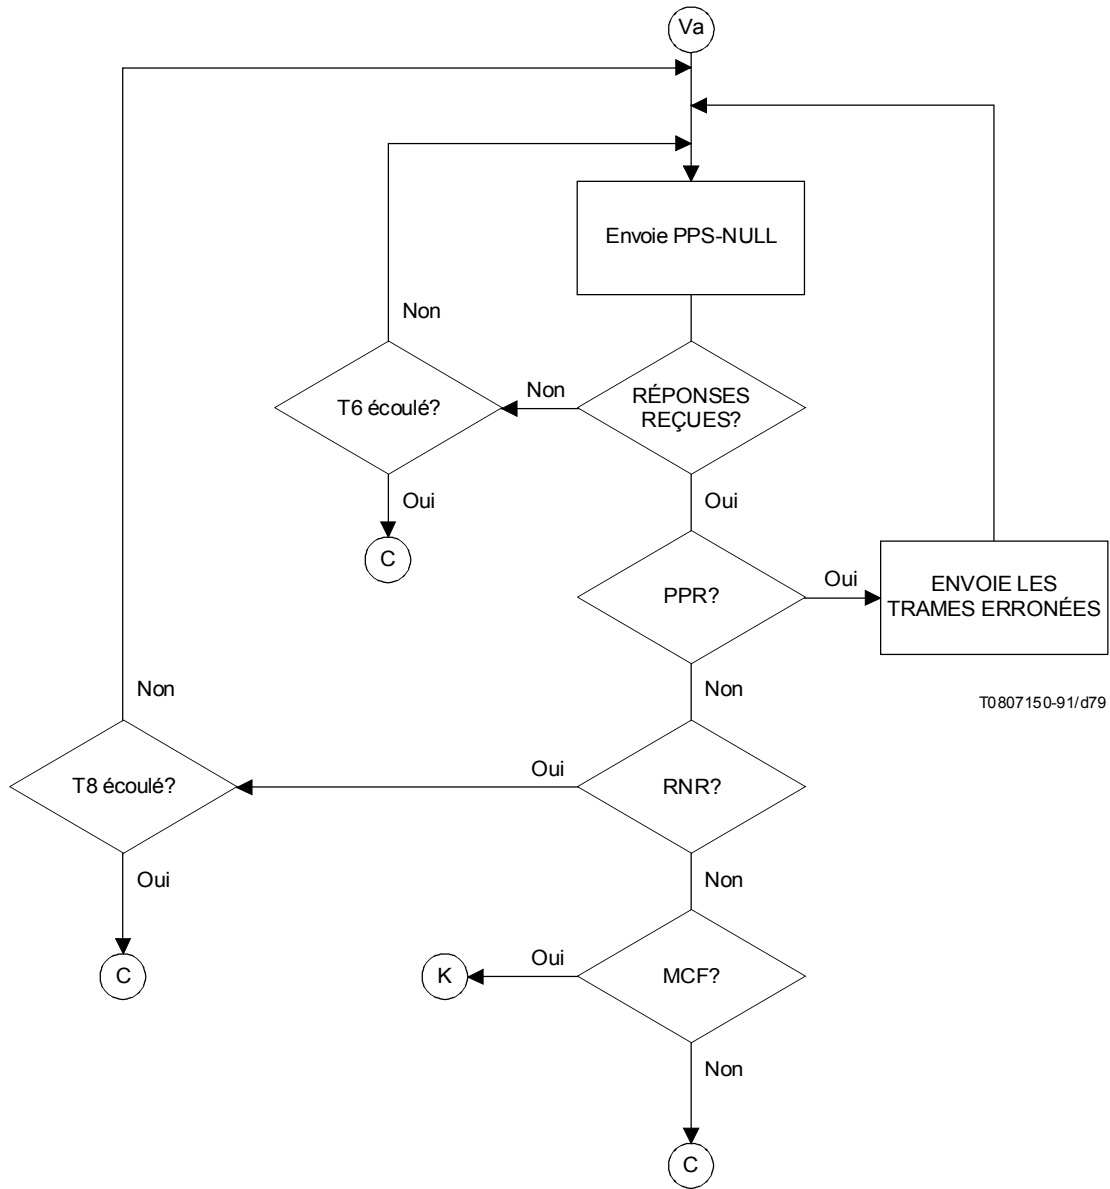 Va
Envoie PPS-NULL
Non
T6 écoulé?
Non
RÉPONSES
REÇUES?
Oui
Oui
C
PPR?
Oui
ENVOIE LES
TRAMES ERRONÉES
Non
Non
T0807150-91/d79
T8 écoulé?
Oui
RNR?
Oui
Non
C
K
Oui
MCF?
Non
C